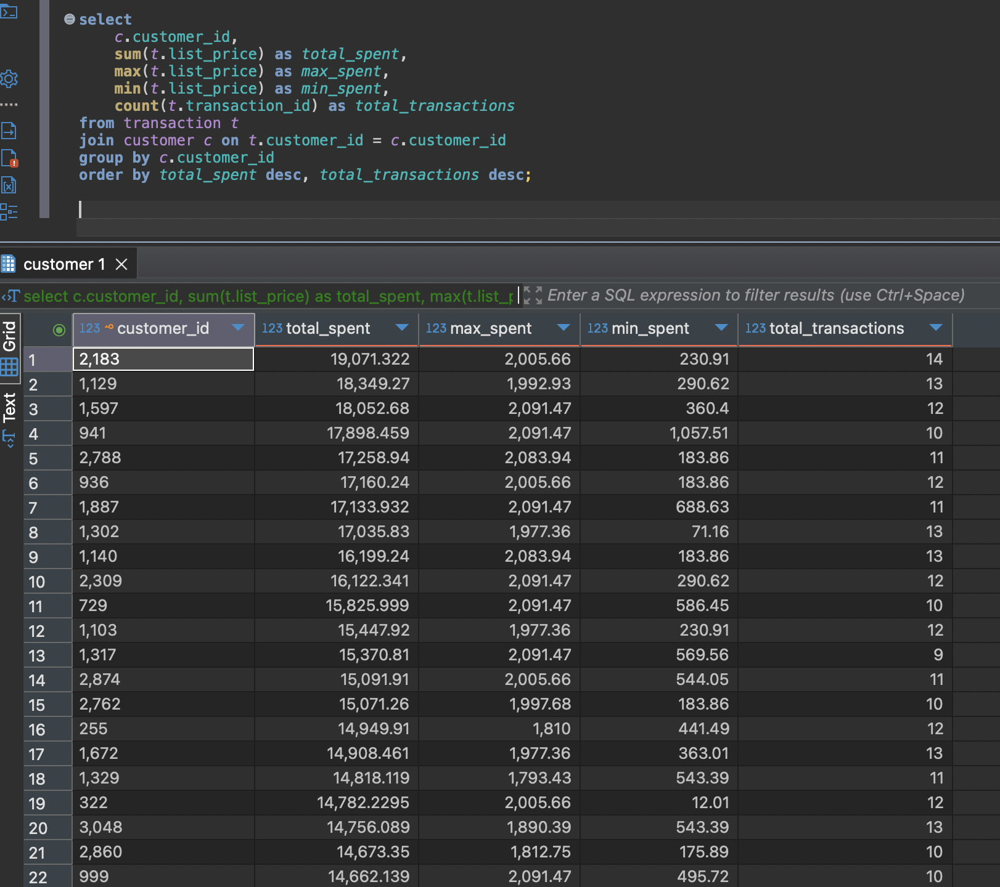 select
c.customer_id,
sum(t.list_price) as total_spent,
max(t.list_price) as max_spent,
min(t.list_price) as min_spent,
count(t.transaction_id) as total_transactions
from transaction t
join customer c on t.customer_id = c.customer_id
group by c.customer_id
order by total_spent desc, total_transactions desc;
customer 1
select c.customer_id, sum(t.list_price) as total_spent, max(t.list_p Enter a SQL expression to filter results (use Ctrl+Space)
Grid
Text
123 customer_id 123 total_spent 123 max_spent 123 min_spent 123 total_transactions
1 2,183 19,071.322 2,005.66 230.91 14
2 1,129 18,349.27 1,992.93 290.62 13
3 1,597 18,052.68 2,091.47 360.4 12
4 941 17,898.459 2,091.47 1,057.51 10
5 2,788 17,258.94 2,083.94 183.86 11
6 936 17,160.24 2,005.66 183.86 12
7 1,887 17,133.932 2,091.47 688.63 11
8 1,302 17,035.83 1,977.36 71.16 13
9 1,140 16,199.24 2,083.94 183.86 13
10 2,309 16,122.341 2,091.47 290.62 12
11 729 15,825.999 2,091.47 586.45 10
12 1,103 15,447.92 1,977.36 230.91 12
13 1,317 15,370.81 2,091.47 569.56 9
14 2,874 15,091.91 2,005.66 544.05 11
15 2,762 15,071.26 1,997.68 183.86 10
16 255 14,949.91 1,810 441.49 12
17 1,672 14,908.461 1,977.36 363.01 13
18 1,329 14,818.119 1,793.43 543.39 11
19 322 14,782.2295 2,005.66 12.01 12
20 3,048 14,756.089 1,890.39 543.39 13
21 2,860 14,673.35 1,812.75 175.89 10
22 999 14,662.139 2,091.47 495.72 10